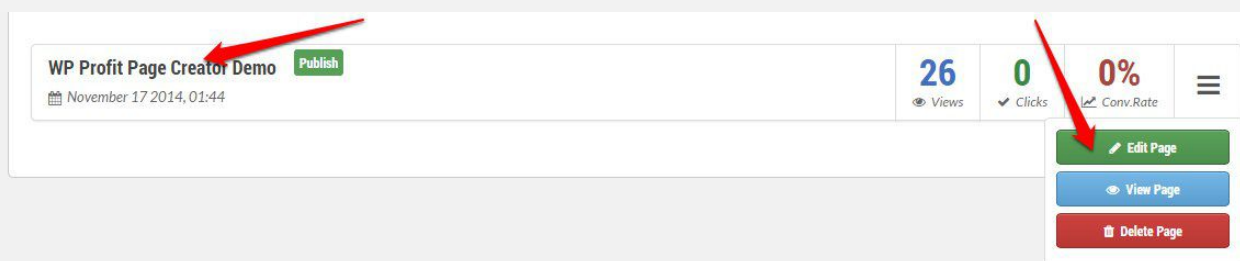 WP Profit Page Creator Demo Publish
November 17 2014, 01:44
26
Views
0
Clicks
0%
Conv.Rate
Edit Page
View Page
Delete Page